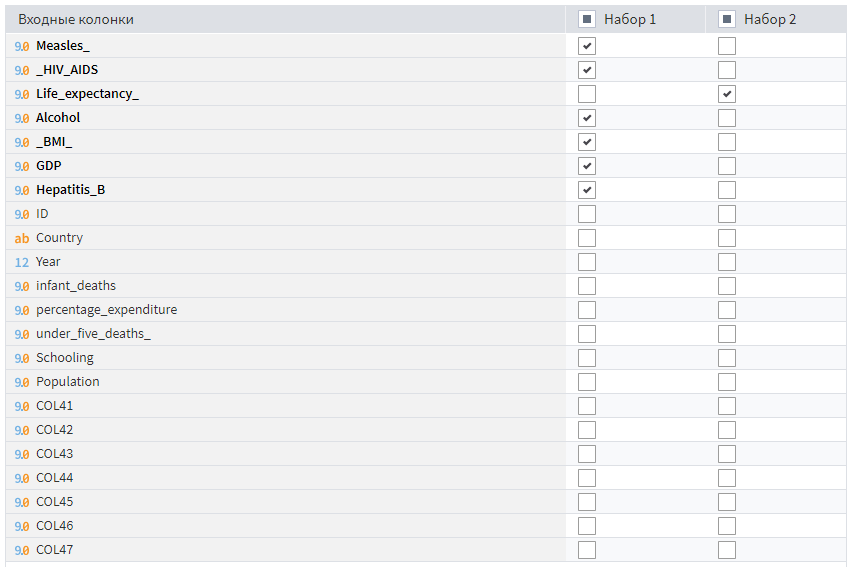 Входные колонки Набор 1 Набор 2
9.0 Measles_
9.0 _HIV_AIDS
9.0 Life_expectancy_
9.0 Alcohol
9.0 _BMI_
9.0 GDP
9.0 Hepatitis_B
9.0 ID
ab Country
12 Year
9.0 infant_deaths
9.0 percentage_expenditure
9.0 under_five_deaths_
9.0 Schooling
9.0 Population
9.0 COL41
9.0 COL42
9.0 COL43
9.0 COL44
9.0 COL45
9.0 COL46
9.0 COL47